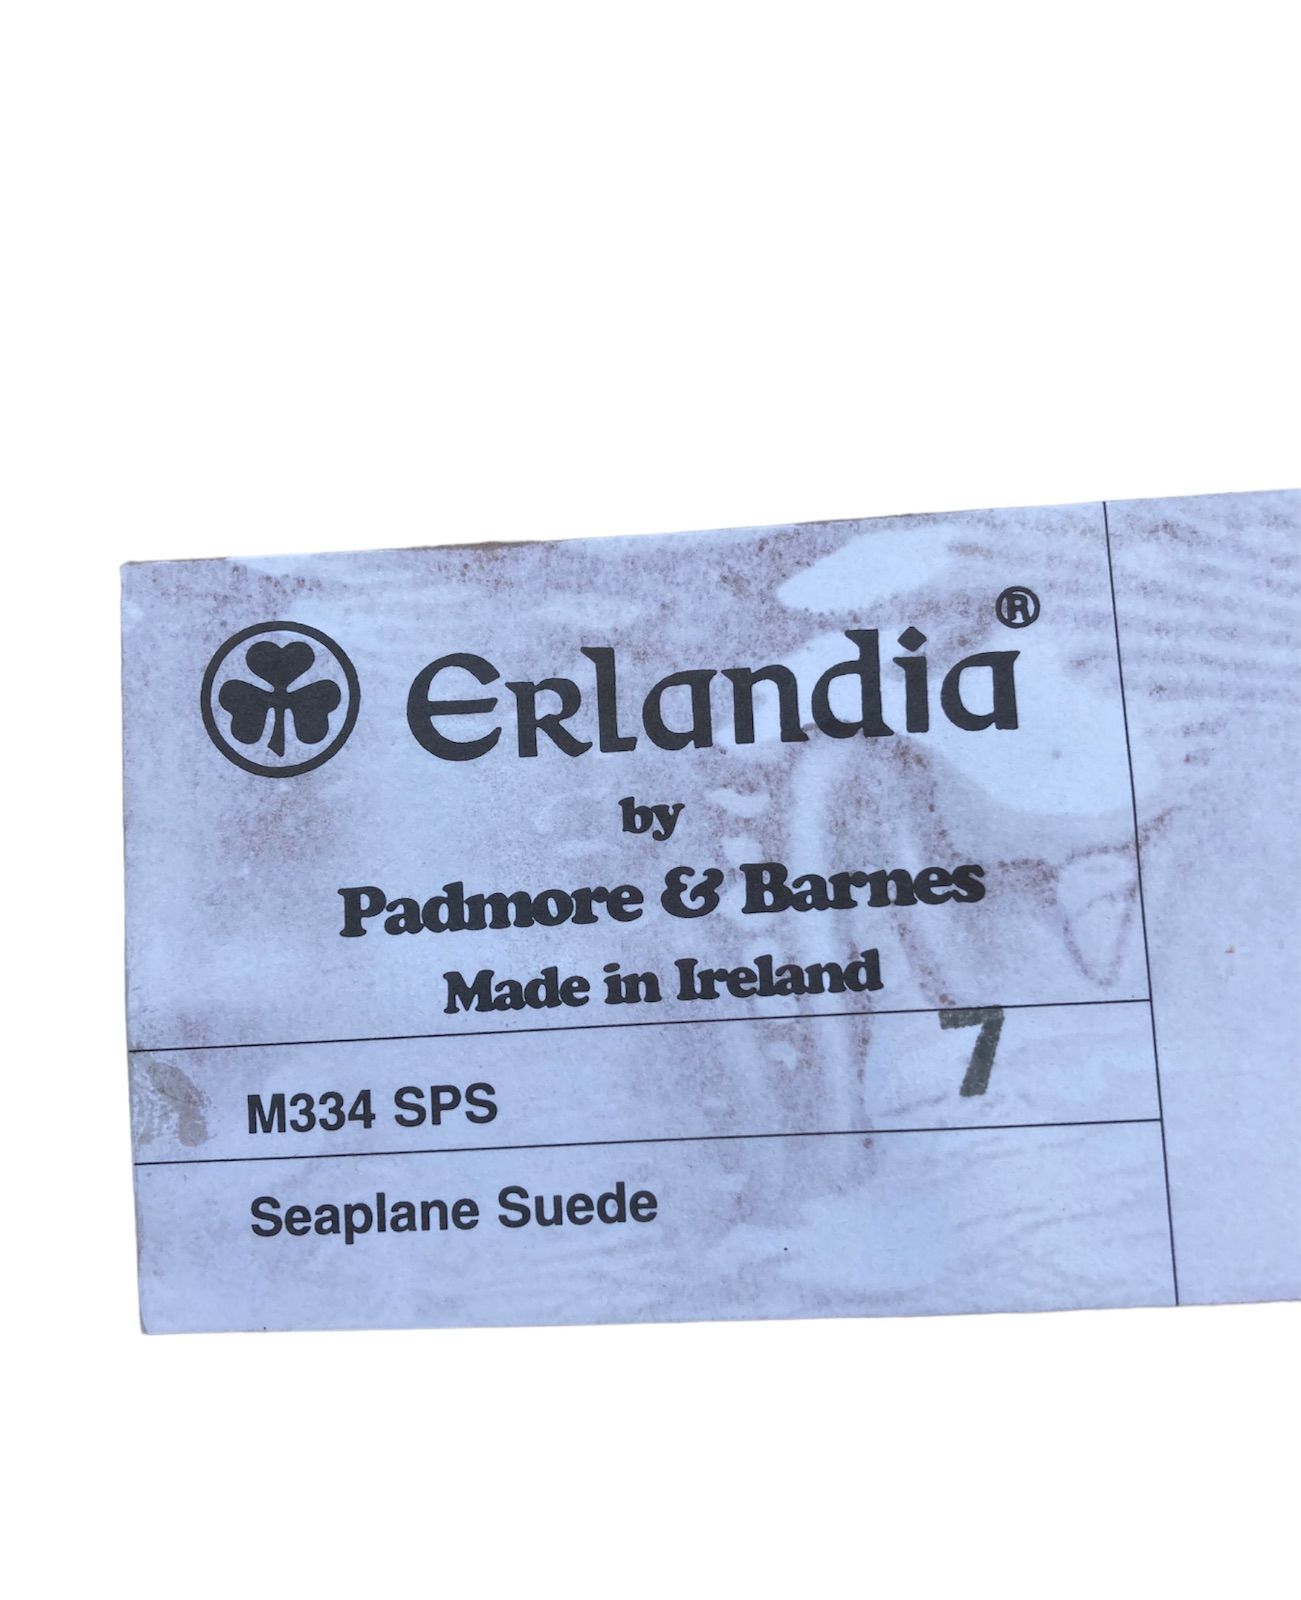 Erlandia®
by
Padmore & Barnes
Made in Ireland
M334 SPS 7
Seaplane Suede